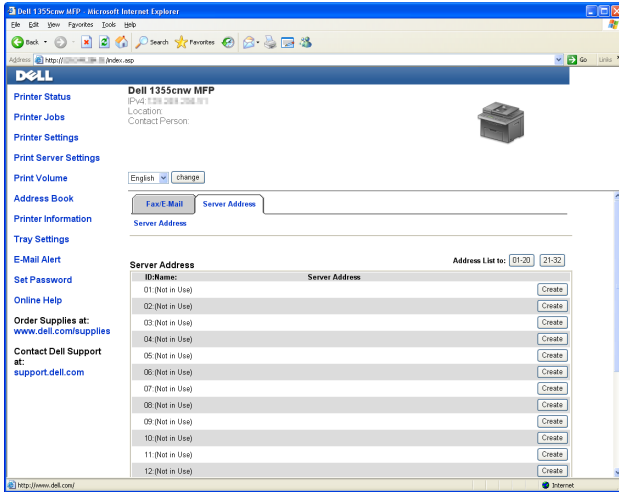 Dell 1355cnw MFP - Microsoft Internet Explorer
File Edit View Favorites Tools Help
Back Search Favorites
Address http:// /index.asp Go Links
DELL
Printer Status
Printer Jobs
Printer Settings
Print Server Settings
Print Volume
Address Book
Printer Information
Tray Settings
E-Mail Alert
Set Password
Online Help
Order Supplies at:
www.dell.com/supplies
Contact Dell Support
at:
support.dell.com
Dell 1355cnw MFP
IPv4:
Location:
Contact Person:
English change
Fax/E-Mail Server Address
Server Address
Server Address Address List to: 01-20 21-32
ID:Name: Server Address
01:(Not in Use) Create
02:(Not in Use) Create
03:(Not in Use) Create
04:(Not in Use) Create
05:(Not in Use) Create
06:(Not in Use) Create
07:(Not in Use) Create
08:(Not in Use) Create
09:(Not in Use) Create
10:(Not in Use) Create
11:(Not in Use) Create
12:(Not in Use) Create
http://www.dell.com/ Internet